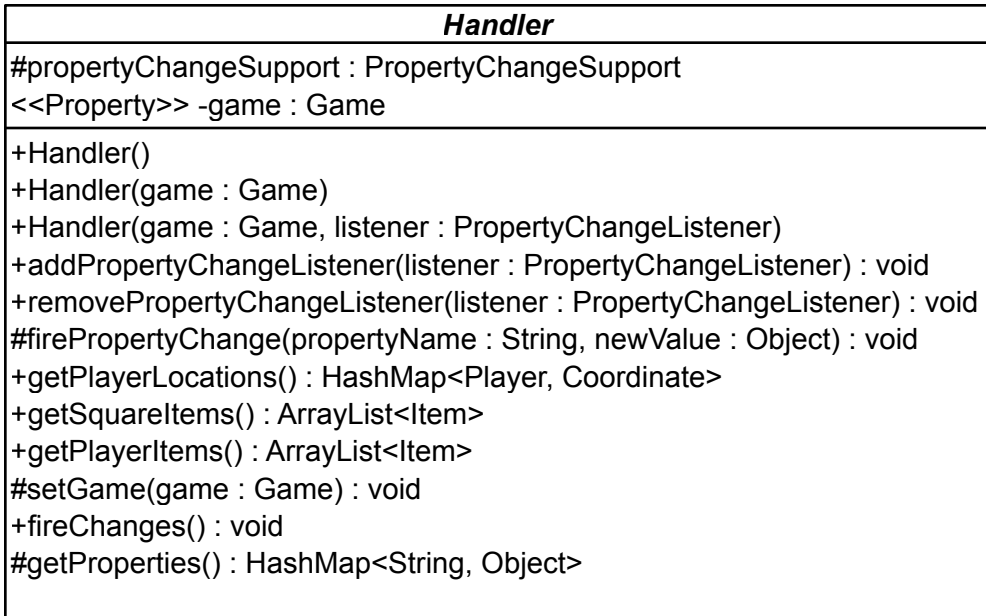 Handler
#propertyChangeSupport : PropertyChangeSupport
<<Property>> -game : Game
+Handler()
+Handler(game : Game)
+Handler(game : Game, listener : PropertyChangeListener)
+addPropertyChangeListener(listener : PropertyChangeListener) : void
+removePropertyChangeListener(listener : PropertyChangeListener) : void
#firePropertyChange(propertyName : String, newValue : Object) : void
+getPlayerLocations() : HashMap<Player, Coordinate>
+getSquareItems() : ArrayList<Item>
+getPlayerItems() : ArrayList<Item>
#setGame(game : Game) : void
+fireChanges() : void
#getProperties() : HashMap<String, Object>